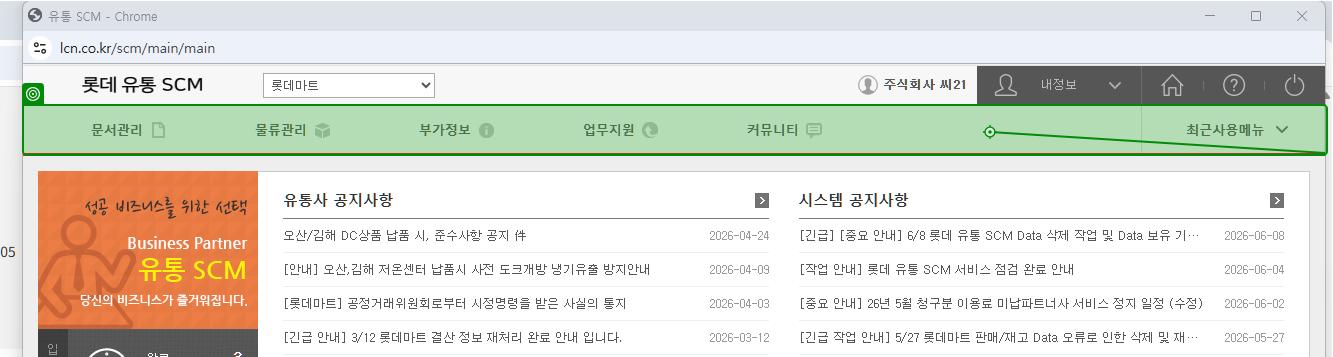 유통 SCM - Chrome
lcn.co.kr/scm/main/main
롯데 유통 SCM 롯데마트 주식회사 씨21 내정보
문서관리 물류관리 부가정보 업무지원 커뮤니티 최근사용메뉴
05
성공 비즈니스를 위한 선택
Business Partner
유통 SCM
당신의 비즈니스가 즐거워집니다.
입
유통사 공지사항
오산/김해 DC상품 납품 시, 준수사항 공지 件 2026-04-24
[안내] 오산,김해 저온센터 납품시 사전 도크개방 냉기유출 방지안내 2026-04-09
[롯데마트] 공정거래위원회로부터 시정명령을 받은 사실의 통지 2026-04-03
[긴급 안내] 3/12 롯데마트 결산 정보 재처리 완료 안내 입니다. 2026-03-12
시스템 공지사항
[긴급] [중요 안내] 6/8 롯데 유통 SCM Data 삭제 작업 및 Data 보유 기··· 2026-06-08
[작업 안내] 롯데 유통 SCM 서비스 점검 완료 안내 2026-06-04
[중요 안내] 26년 5월 청구분 이용료 미납파트너사 서비스 정지 일정 (수정) 2026-06-02
[긴급 작업 안내] 5/27 롯데마트 판매/재고 Data 오류로 인한 삭제 및 재··· 2026-05-27